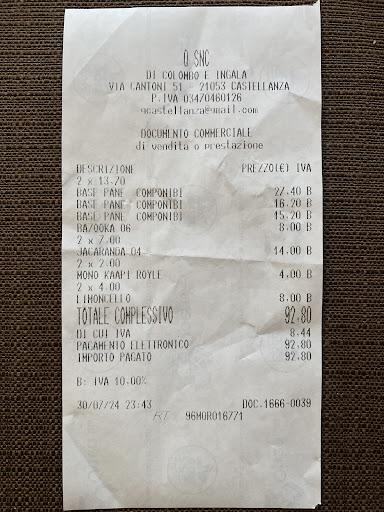 Q SNC
DI COLOMBO E INGALA
VIA CANTONI 51 - 21053 CASTELLANZA
P.IVA 03470460126
qcastellanza@gmail.com
DOCUMENTO COMMERCIALE
di vendita o prestazione
DESCRIZIONE PREZZO(€) IVA
2 x 13.70
BASE PANE COMPONIBI 27.40 B
BASE PANE COMPONIBI 16.20 B
BASE PANE COMPONIBI 15.20 B
BAZOOKA 06 8.00 B
2 x 7.00
JACARANDA 04 14.00 B
2 x 2.00
MONO KAAPI ROYLE 4.00 B
2 x 4.00
LIMONCELLO 8.00 B
TOTALE COMPLESSIVO 92,80
DI CUI IVA 8.44
PAGAMENTO ELETTRONICO 92.80
IMPORTO PAGATO 92.80
B: IVA 10.00%
30/07/24 23:43 DOC.1666-0039
RT 96MOR016771